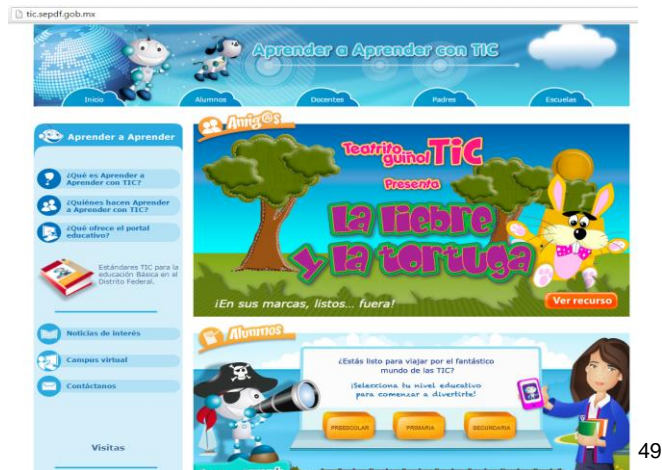 tic.sepdf.gob.mx
Aprender a Aprender con TIC
Inicio
Alumnos
Docentes
Padres
Escuelas
Aprender a Aprender
¿Qué es Aprender a
Aprender con TIC?
¿Quiénes hacen Aprender
a Aprender con TIC?
¿Qué ofrece el portal
educativo?
Estándares TIC para la
educación Básica en el
Distrito Federal.
Noticias de interés
Campus virtual
Contáctanos
Visitas
Amig@s
Teatrito
guiñol TIC
Presenta
la liebre
y la tortuga
¡En sus marcas, listos... fuera!
Ver recurso
Alumnos
¿Estás listo para viajar por el fantástico
mundo de las TIC?
¡Selecciona tu nivel educativo
para comenzar a divertirte!
PREESCOLAR
PRIMARIA
SECUNDARIA
49